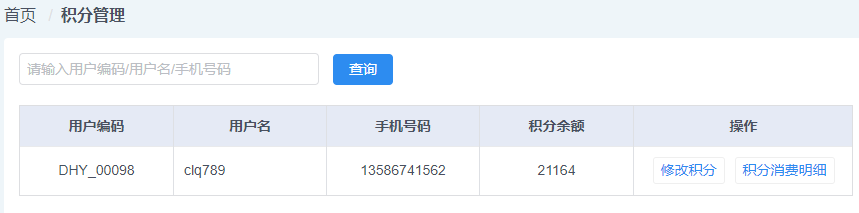 首页 / 积分管理
请输入用户编码/用户名/手机号码 查询
用户编码 用户名 手机号码 积分余额 操作
DHY_00098 clq789 13586741562 21164 修改积分 积分消费明细